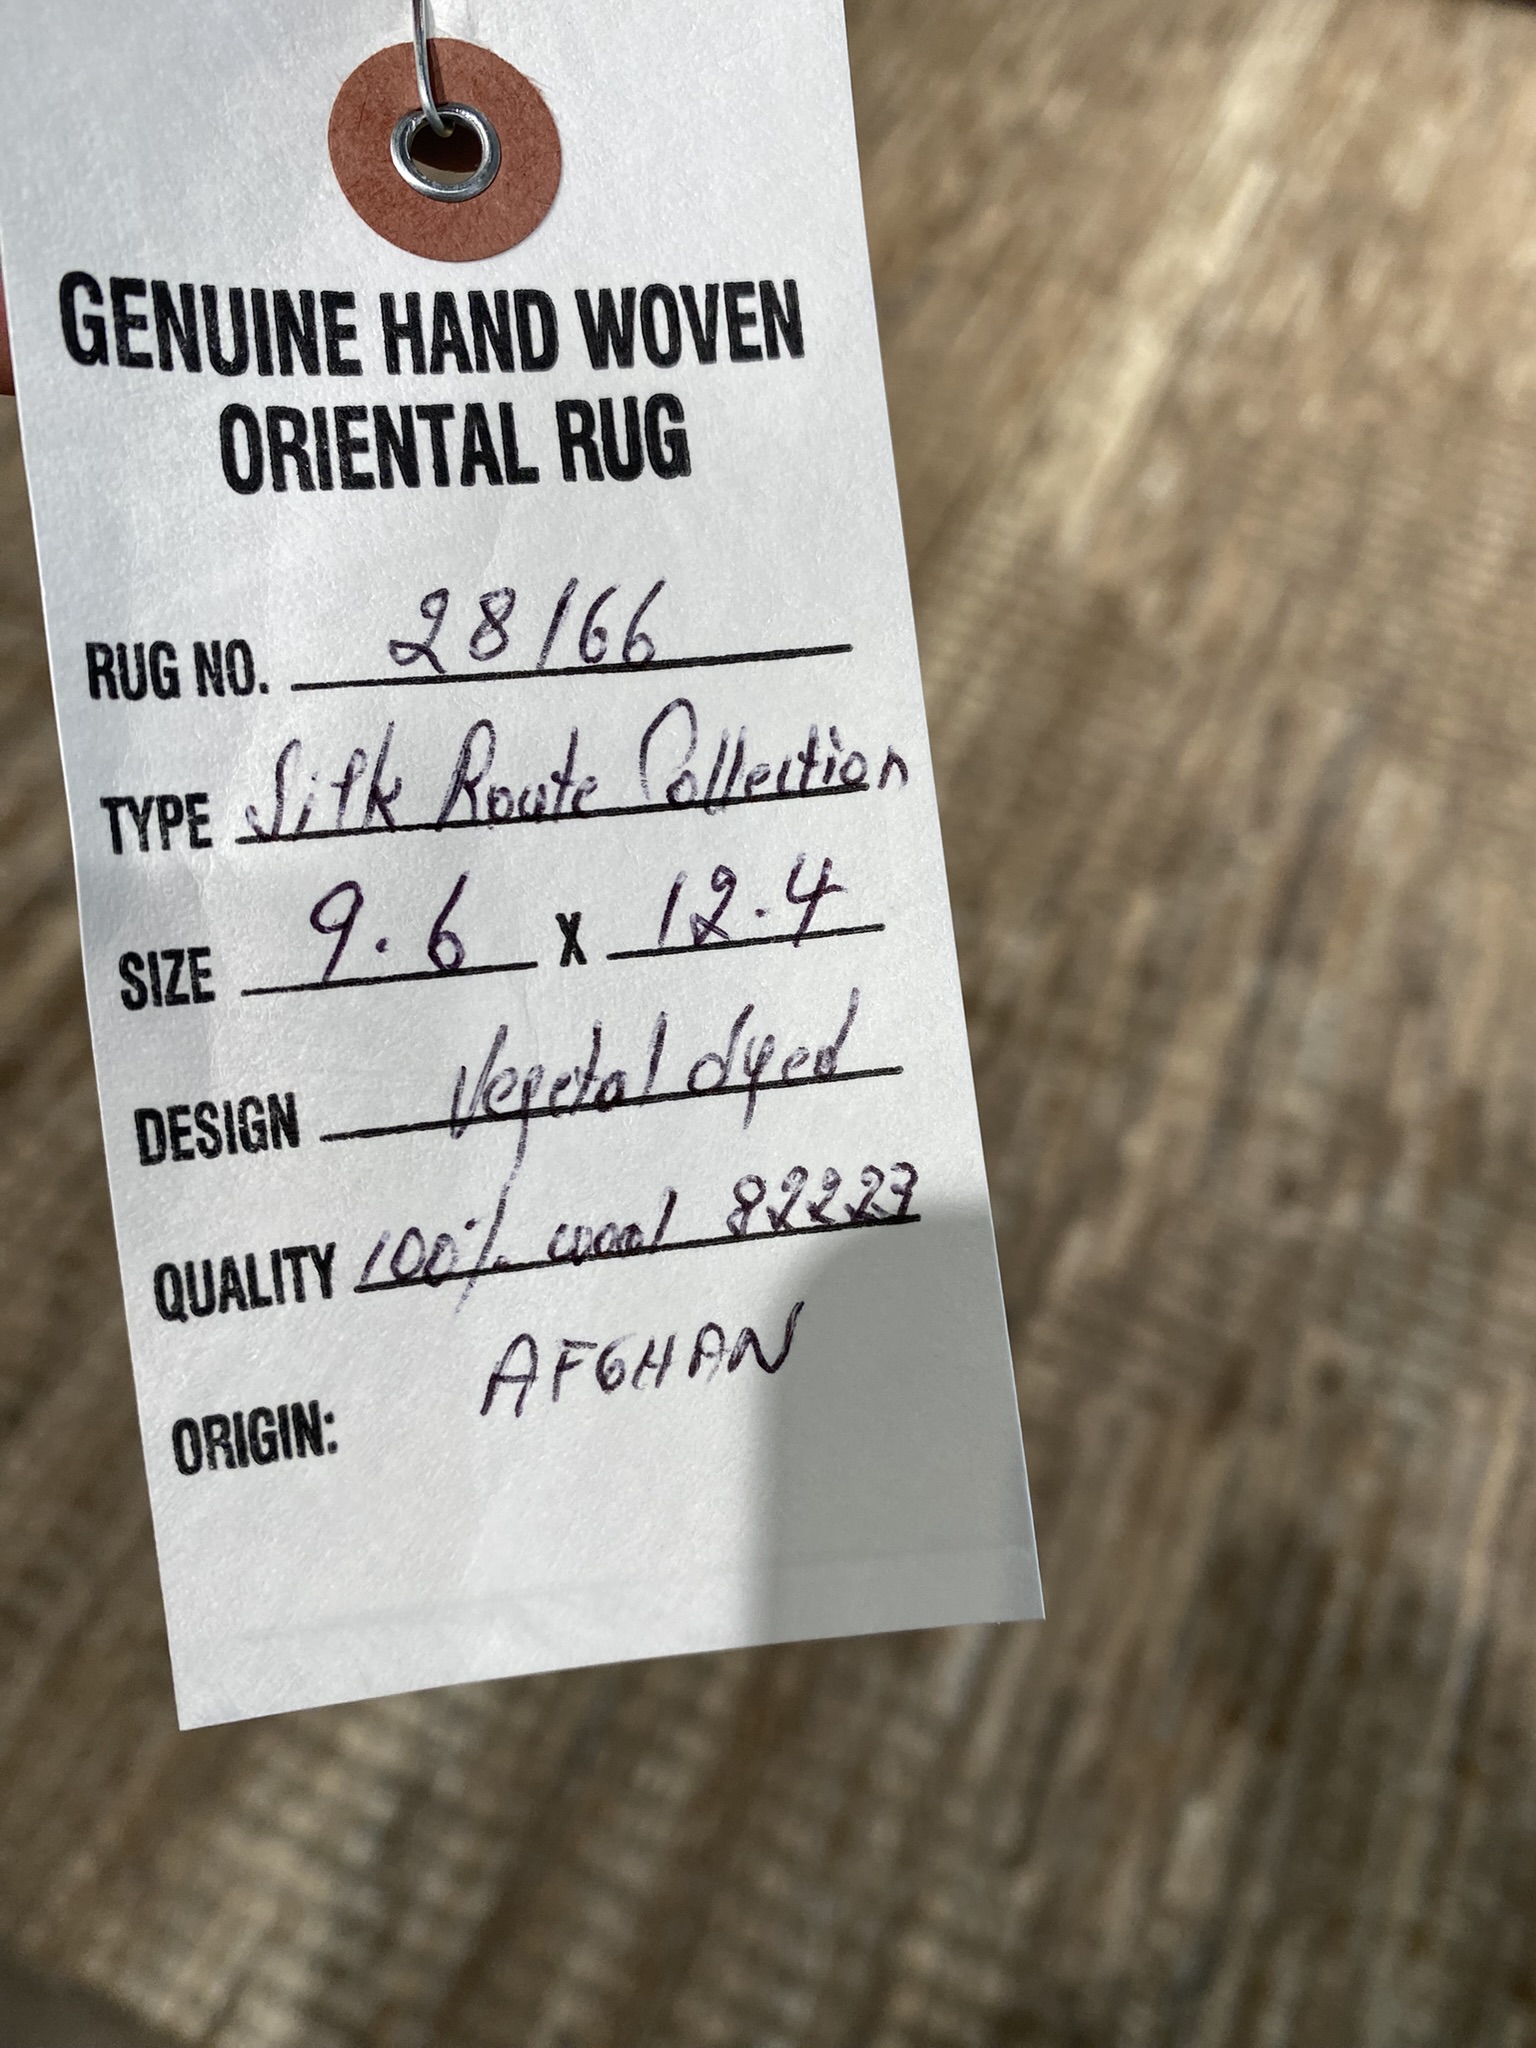 GENUINE HAND WOVEN
ORIENTAL RUG
RUG NO. 28166
TYPE Silk Route Collection
SIZE 9.6 X 12.4
DESIGN Vegetal dyed
QUALITY 100% wool 82223
ORIGIN: AFGHAN